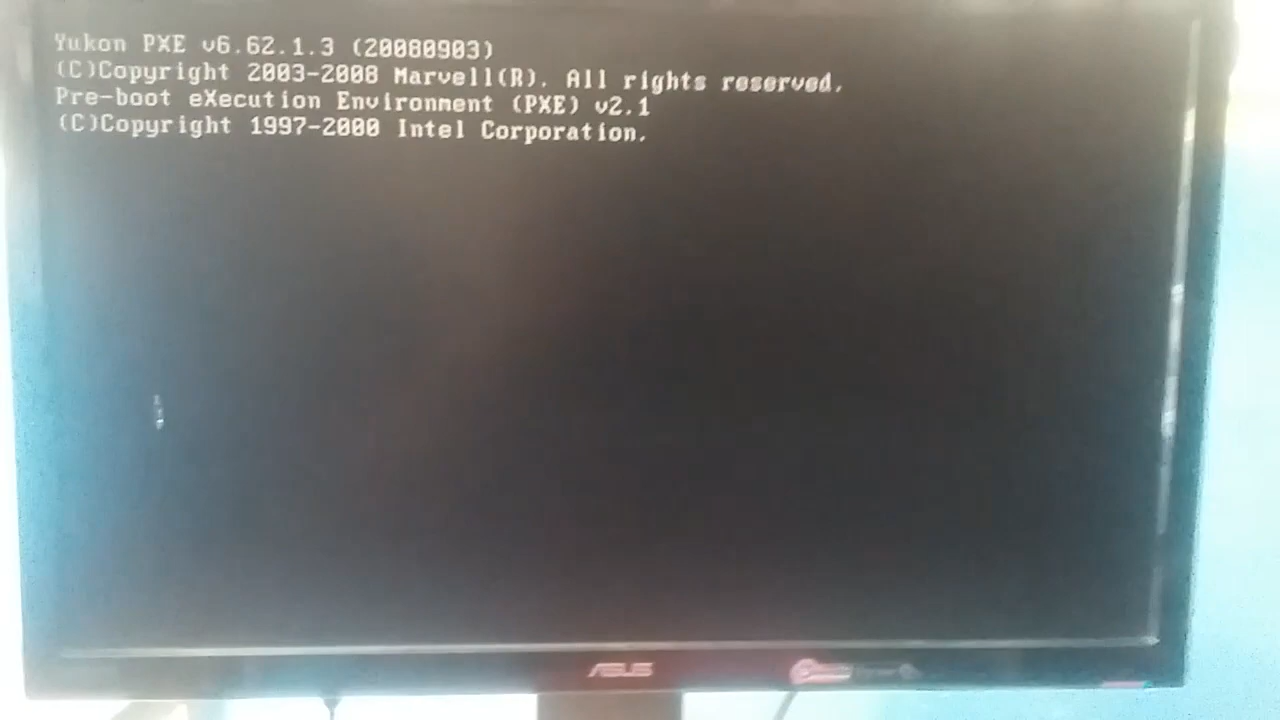 Yukon PXE v6.62.1.3 (20080903)
(C)Copyright 2003-2008 Marvell(R). All rights reserved.
Pre-boot eXecution Environment (PXE) v2.1
(C)Copyright 1997-2000 Intel Corporation.
ASUS